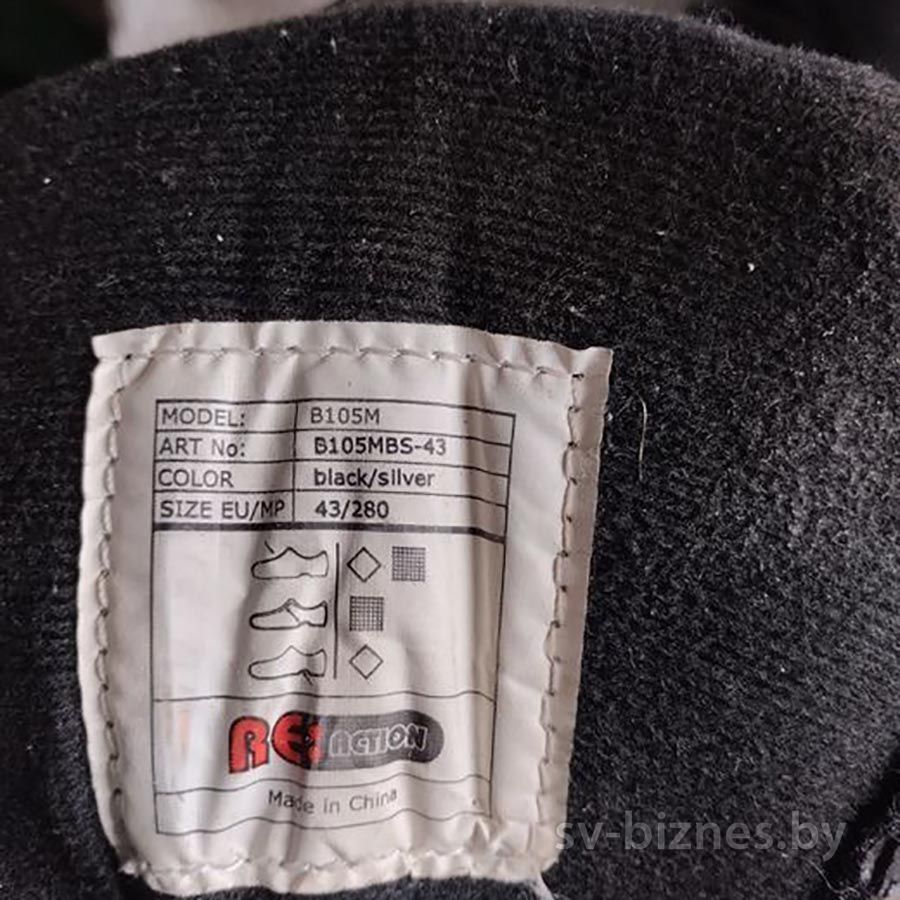 MODEL: B105M
ART No: B105MBS-43
COLOR black/silver
SIZE EU/MP 43/280
RE:ACTION
Made in China
sv-biznes.by